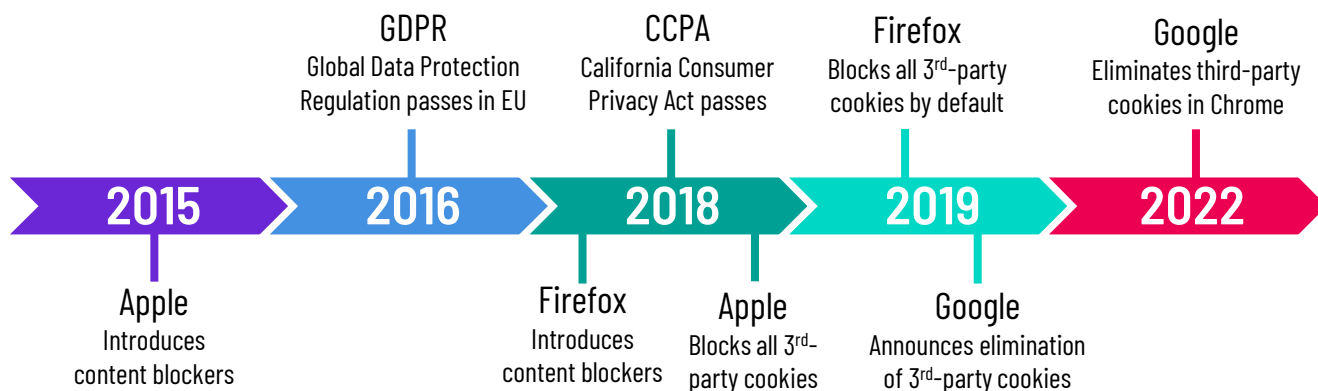 GDPR
Global Data Protection
Regulation passes in EU
CCPA
California Consumer
Privacy Act passes
Firefox
Blocks all 3rd-party
cookies by default
Google
Eliminates third-party
cookies in Chrome
2015
2016
2018
2019
2022
Apple
Introduces
content blockers
Firefox
Introduces
content blockers
Apple
Blocks all 3rd-
party cookies
Google
Announces elimination
of 3rd-party cookies